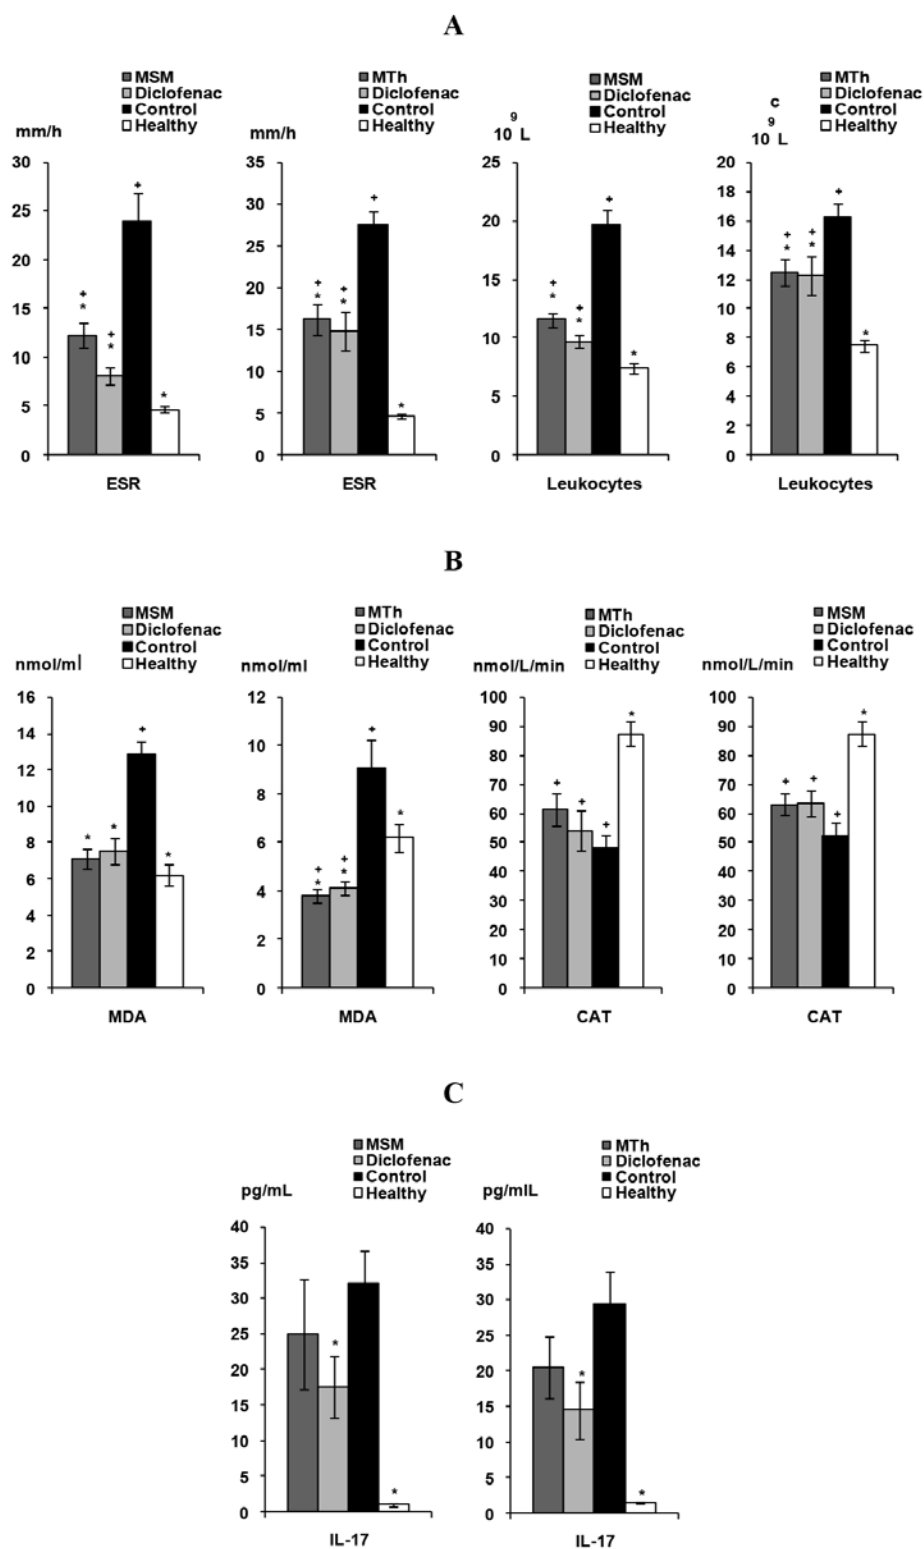 A
MSM
Diclofenac
Control
Healthy
mm/h
30
25
20
15
10
5
0
+
*
+
*
+
*
ESR
MTh
Diclofenac
Control
Healthy
mm/h
35
30
25
20
15
10
5
0
+
*
+
*
+
*
ESR
MSM
Diclofenac
Control
Healthy
9
10 L
25
20
15
10
5
0
+
*
+
*
+
*
Leukocytes
MTh
Diclofenac
Control
Healthy
c
9
10 L
20
18
16
14
12
10
8
6
4
2
0
+
*
+
*
+
*
Leukocytes
B
MSM
Diclofenac
Control
Healthy
nmol/ml
16
14
12
10
8
6
4
2
0
*
*
+
*
MDA
MTh
Diclofenac
Control
Healthy
nmol/ml
12
10
8
6
4
2
0
+
*
+
*
+
*
MDA
MTh
Diclofenac
Control
Healthy
nmol/L/min
100
90
80
70
60
50
40
30
20
10
0
+
+
+
*
CAT
MSM
Diclofenac
Control
Healthy
nmol/L/min
100
90
80
70
60
50
40
30
20
10
0
+
+
+
*
CAT
C
MSM
Diclofenac
Control
Healthy
pg/mL
40
35
30
25
20
15
10
5
0
*
*
IL-17
MTh
Diclofenac
Control
Healthy
pg/mlL
40
35
30
25
20
15
10
5
0
*
*
IL-17